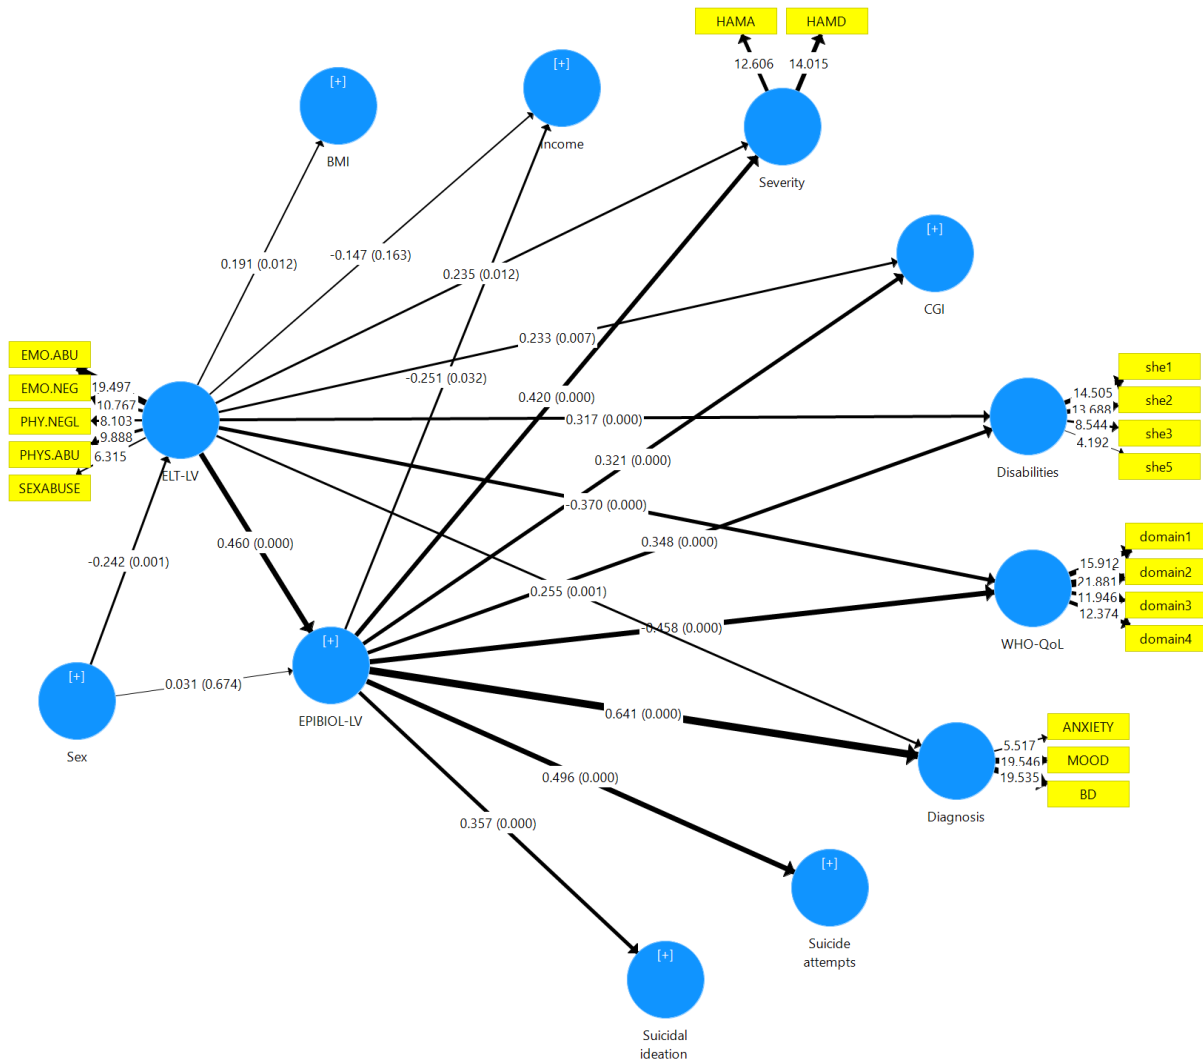 HAMA
HAMD
12.606
14.015
[+]
BMI
[+]
Income
Severity
[+]
CGI
0.191 (0.012)
-0.147 (0.163)
0.235 (0.012)
0.233 (0.007)
-0.251 (0.032)
0.420 (0.000)
0.317 (0.000)
0.321 (0.000)
EMO.ABU
EMO.NEG
PHY.NEGL
PHYS.ABU
SEXABUSE
19.497
10.767
8.103
9.888
6.315
ELT-LV
she1
she2
she3
she5
14.505
13.688
8.544
4.192
Disabilities
-0.370 (0.000)
0.460 (0.000)
0.348 (0.000)
-0.242 (0.001)
0.255 (0.001)
-0.458 (0.000)
domain1
domain2
domain3
domain4
15.912
21.881
11.946
12.374
WHO-QoL
[+]
Sex
0.031 (0.674)
[+]
EPIBIOL-LV
0.641 (0.000)
ANXIETY
MOOD
BD
5.517
19.546
19.535
Diagnosis
0.496 (0.000)
0.357 (0.000)
[+]
Suicide
attempts
[+]
Suicidal
ideation